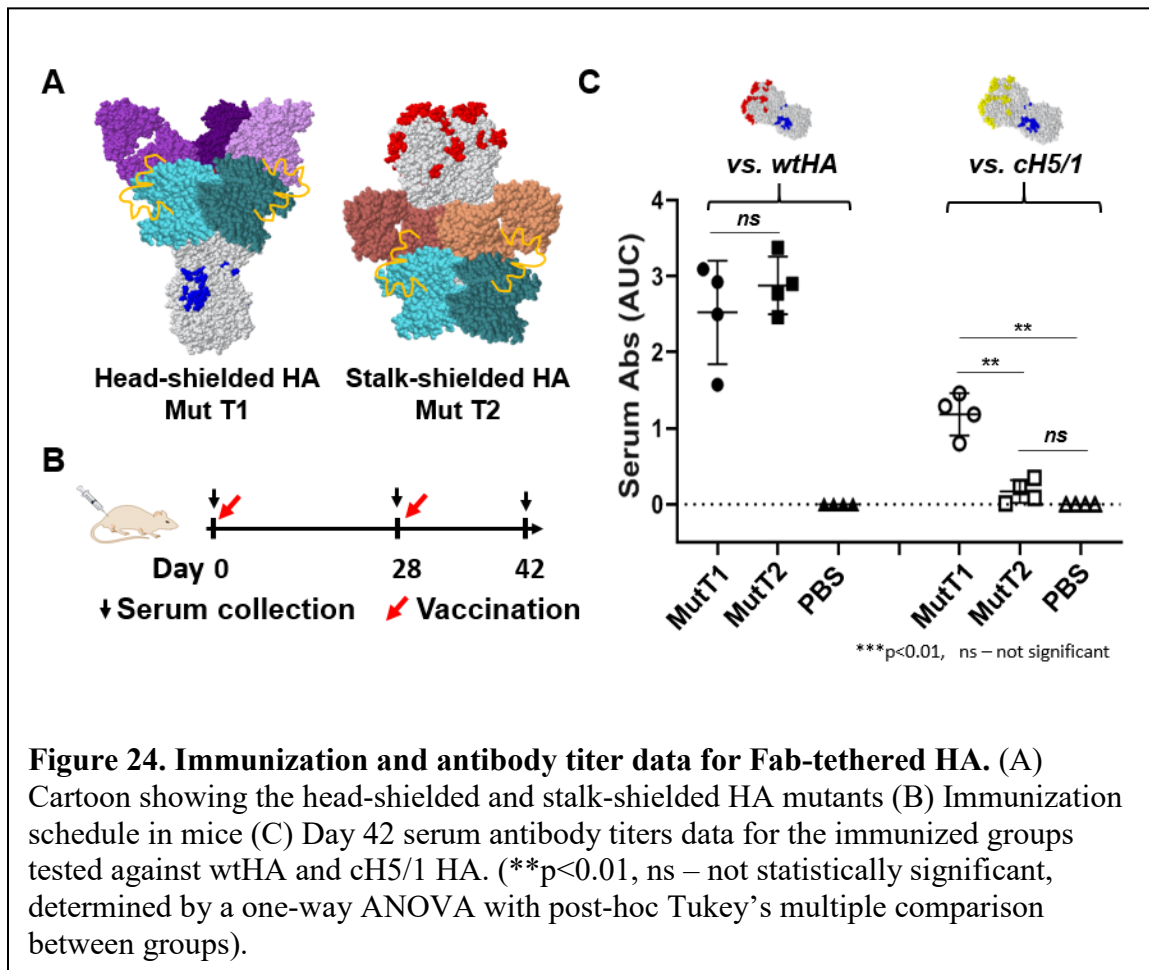 A
Head-shielded HA
Mut T1
Stalk-shielded HA
Mut T2
B
Day 0
28
42
Serum collection
Vaccination
C
vs. wtHA
vs. cH5/1
Serum Abs (AUC)
4
3
2
1
0
ns
**
**
ns
MutT1
MutT2
PBS
MutT1
MutT2
PBS
***p<0.01, ns – not significant
Figure 24. Immunization and antibody titer data for Fab-tethered HA. (A)
Cartoon showing the head-shielded and stalk-shielded HA mutants (B) Immunization
schedule in mice (C) Day 42 serum antibody titers data for the immunized groups
tested against wtHA and cH5/1 HA. (**p<0.01, ns – not statistically significant,
determined by a one-way ANOVA with post-hoc Tukey’s multiple comparison
between groups).